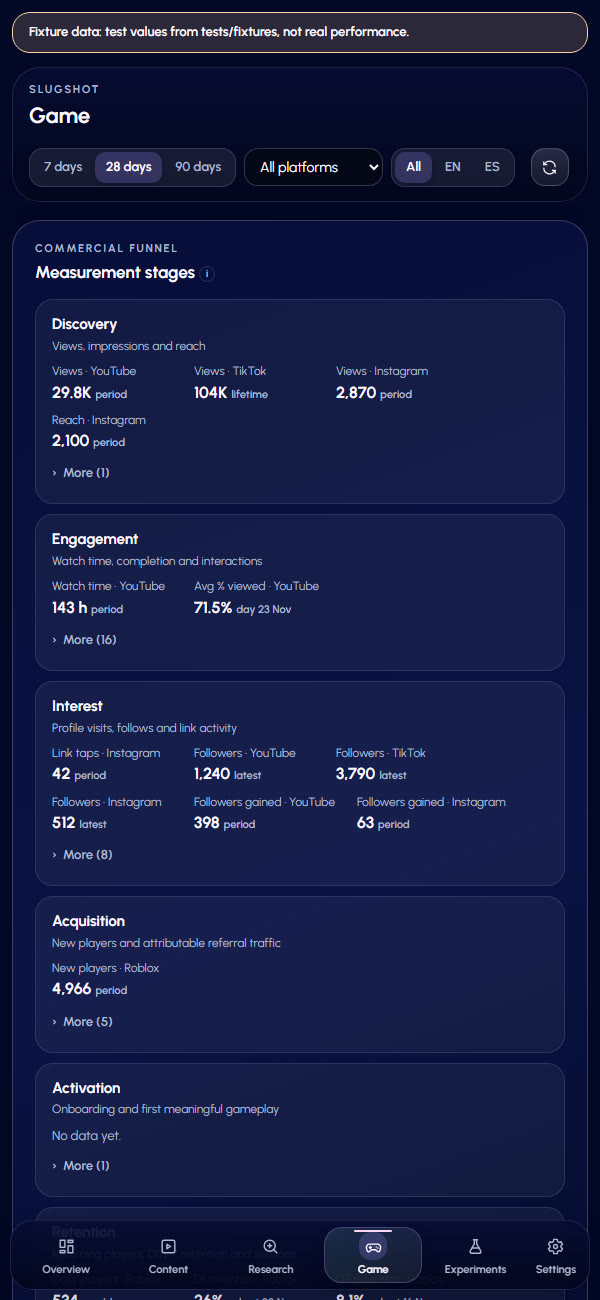 Fixture data: test values from tests/fixtures, not real performance.
SLUGSHOT
Game
7 days 28 days 90 days All platforms All EN ES
COMMERCIAL FUNNEL
Measurement stages i
Discovery
Views, impressions and reach
Views · YouTube Views · TikTok Views · Instagram
29.8K period 104K lifetime 2,870 period
Reach · Instagram
2,100 period
› More (1)
Engagement
Watch time, completion and interactions
Watch time · YouTube Avg % viewed · YouTube
143 h period 71.5% day 23 Nov
› More (16)
Interest
Profile visits, follows and link activity
Link taps · Instagram Followers · YouTube Followers · TikTok
42 period 1,240 latest 3,790 latest
Followers · Instagram Followers gained · YouTube Followers gained · Instagram
512 latest 398 period 63 period
› More (8)
Acquisition
New players and attributable referral traffic
New players · Roblox
4,966 period
› More (5)
Activation
Onboarding and first meaningful gameplay
No data yet.
› More (1)
Retention
Overview Content Research Game Experiments Settings